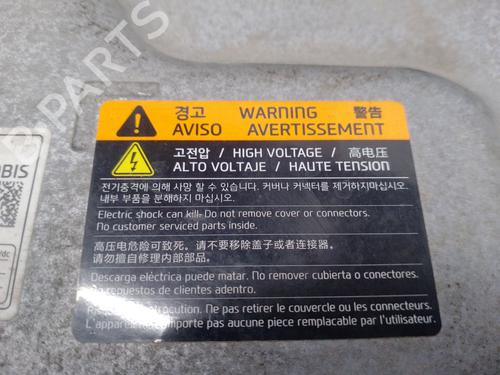 B-PARTS
OBIS
경고 WARNING 警告
AVISO AVERTISSEMENT
고전압 / HIGH VOLTAGE / 高电压
ALTO VOLTAJE / HAUTE TENSION
전기충격에 의해 사망 할 수 있습니다. 커버나 커넥터를 제거하지마십시오.
내부 부품을 분해하지 마십시오.
Electric shock can kill. Do not remove cover or connectors.
No customer serviced parts inside.
高压电危险可致死。请不要移除盖子或者连接器。
请勿擅自修理内部部品。
Descarga eléctrica puede matar. No remover cubierta o conectores.
No repuestos de clientes adentro.
Ne pas retirer le couvercle ou les connecteurs.
L'appareil comporte pas aucune piece remplacable par l'utilisateur.